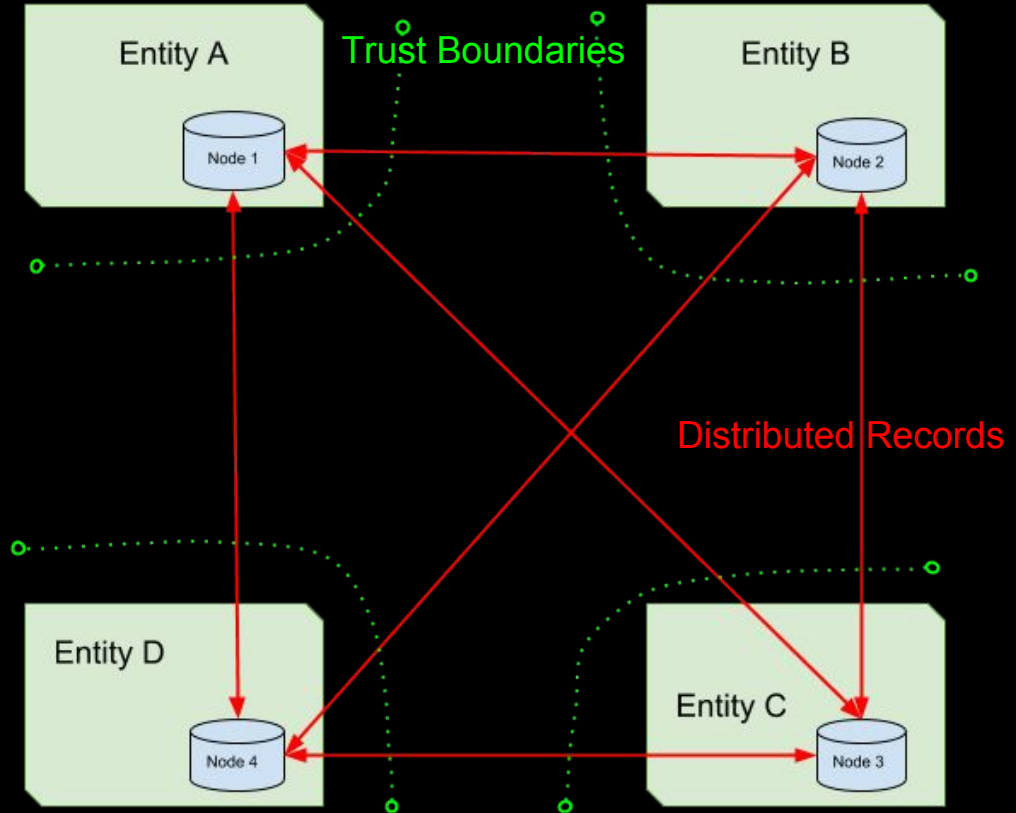 Entity A
Trust Boundaries
Entity B
Node 1
Node 2
Distributed Records
Entity D
Entity C
Node 4
Node 3